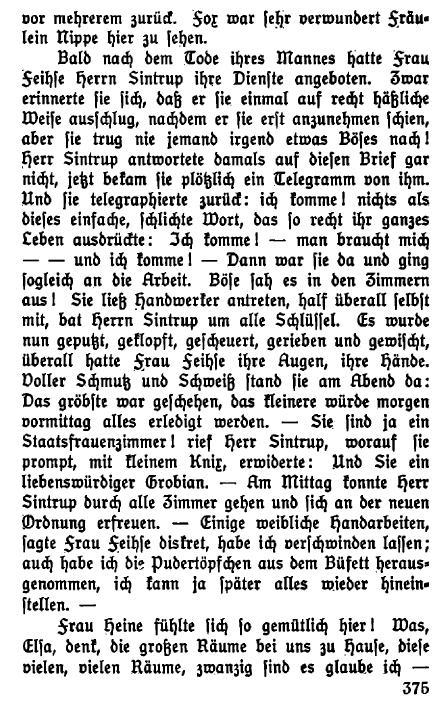 vor mehrerem zurück. Fox war sehr verwundert Fräu-
lein Nippe hier zu sehen.
Bald nach dem Tode ihres Mannes hatte Frau
Feihse Herrn Sintrup ihre Dienste angeboten. Zwar
erinnerte sie sich, daß er sie einmal auf recht häßliche
Weise ausschlug, nachdem er sie erst anzunehmen schien,
aber sie trug nie jemand irgend etwas Böses nach!
Herr Sintrup antwortete damals auf diesen Brief gar
nicht, jetzt bekam sie plötzlich ein Telegramm von ihm.
Und sie telegraphierte zurück: ich komme! nichts als
dieses einfache, schlichte Wort, das so recht ihr ganzes
Leben ausdrückte: Ich komme! — man braucht mich
— — und ich komme! — Dann war sie da und ging
sogleich an die Arbeit. Böse sah es in den Zimmern
aus! Sie ließ Handwerker antreten, half überall selbst
mit, bat Herrn Sintrup um alle Schlüssel. Es wurde
nun geputzt, geklopft, gescheuert, gerieben und gewischt,
überall hatte Frau Feihse ihre Augen, ihre Hände.
Voller Schmutz und Schweiß stand sie am Abend da:
Das gröbste war geschehen, das kleinere würde morgen
vormittag alles erledigt werden. — Sie sind ja ein
Staatsfrauenzimmer! rief Herr Sintrup, worauf sie
prompt, mit kleinem Knix, erwiderte: Und Sie ein
liebenswürdiger Grobian. — Am Mittag konnte Herr
Sintrup durch alle Zimmer gehen und sich an der neuen
Ordnung erfreuen. — Einige weibliche Handarbeiten,
sagte Frau Feihse diskret, habe ich verschwinden lassen;
auch habe ich die Pudertöpfchen aus dem Büfett heraus-
genommen, ich kann ja später alles wieder hinein-
stellen. —
Frau Heine fühlte sich so gemütlich hier! Was,
Elsa, denk, die großen Räume bei uns zu Hause, diese
vielen, vielen Räume, zwanzig sind es glaube ich —
375